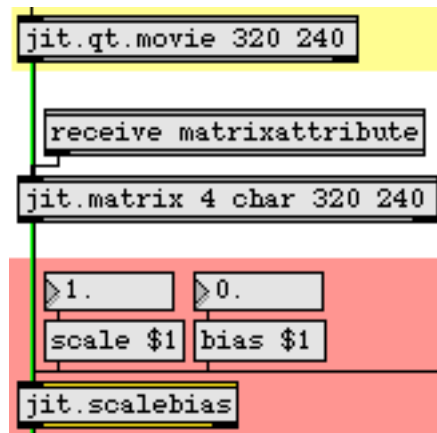 jit.qt.movie 320 240
receive matrixattribute
jit.matrix 4 char 320 240
1. 0.
scale $1 bias $1
jit.scalebias